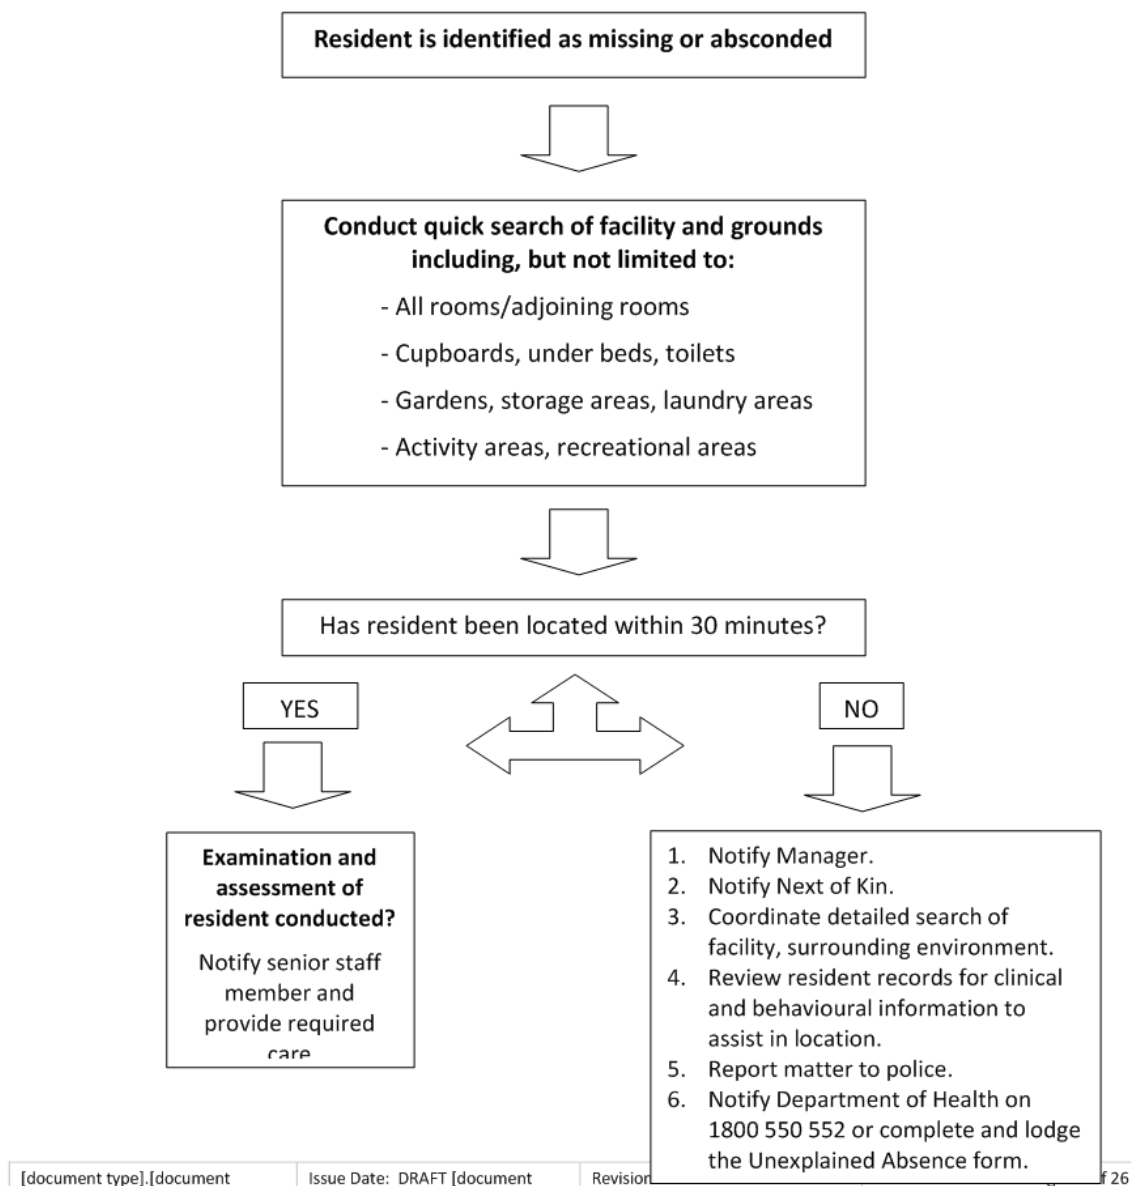 Resident is identified as missing or absconded
Conduct quick search of facility and grounds
including, but not limited to:
- All rooms/adjoining rooms
- Cupboards, under beds, toilets
- Gardens, storage areas, laundry areas
- Activity areas, recreational areas
Has resident been located within 30 minutes?
YES
NO
Examination and
assessment of
resident conducted?
Notify senior staff
member and
provide required
care
1. Notify Manager.
2. Notify Next of Kin.
3. Coordinate detailed search of
facility, surrounding environment.
4. Review resident records for clinical
and behavioural information to
assist in location.
5. Report matter to police.
6. Notify Department of Health on
1800 550 552 or complete and lodge
the Unexplained Absence form.
[document type].[document
Issue Date: DRAFT [document
Revision
f 26